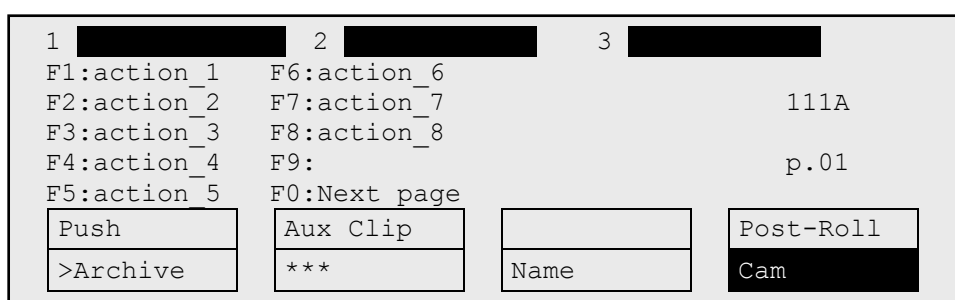 1 2 3
F1:action_1 F6:action_6
F2:action_2 F7:action_7 111A
F3:action_3 F8:action_8
F4:action_4 F9: p.01
F5:action_5 F0:Next page
Push Aux Clip Post-Roll
>Archive *** Name Cam